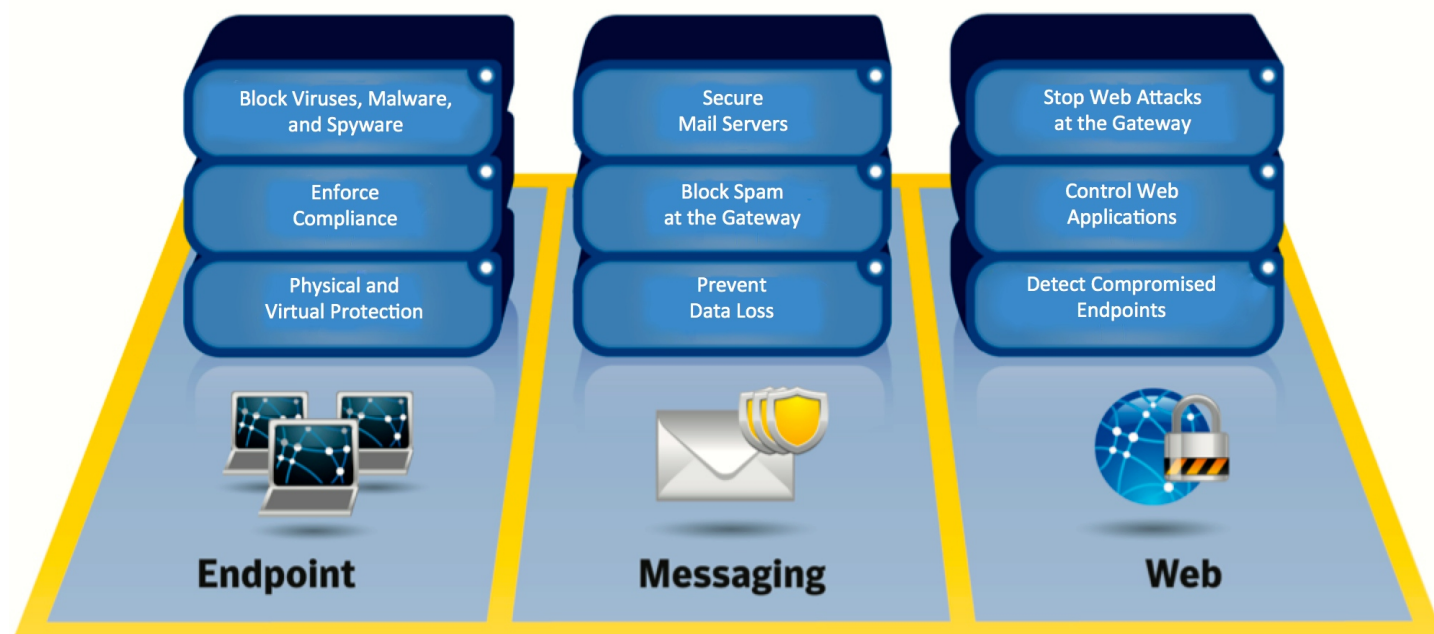 Block Viruses, Malware,
and Spyware
Enforce
Compliance
Physical and
Virtual Protection
Endpoint
Secure
Mail Servers
Block Spam
at the Gateway
Prevent
Data Loss
Messaging
Stop Web Attacks
at the Gateway
Control Web
Applications
Detect Compromised
Endpoints
Web